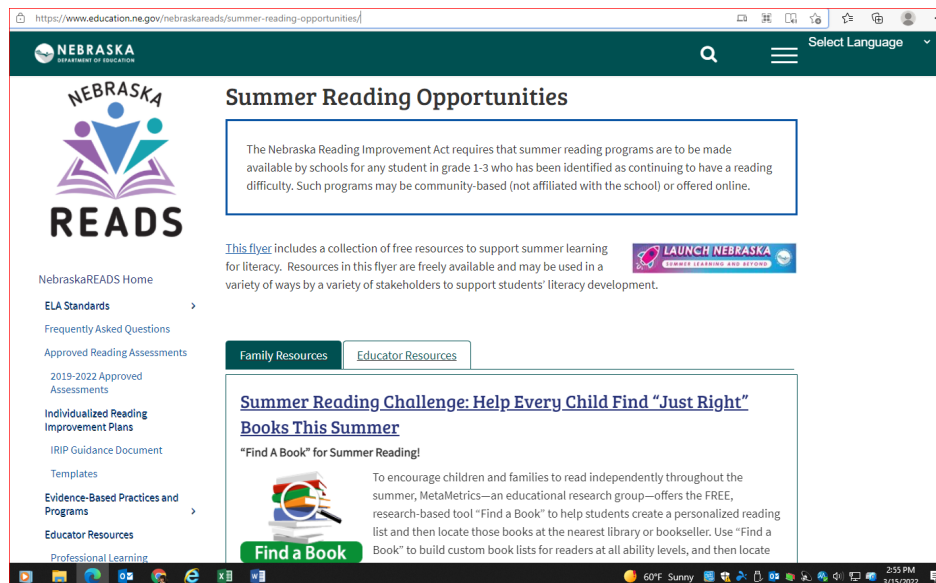 https://www.education.ne.gov/nebraskareads/summer-reading-opportunities/
NEBRASKA
DEPARTMENT OF EDUCATION
Select Language
NEBRASKA
READS
NebraskaREADS Home
ELA Standards
Frequently Asked Questions
Approved Reading Assessments
2019-2022 Approved
Assessments
Individualized Reading
Improvement Plans
IRIP Guidance Document
Templates
Evidence-Based Practices and
Programs
Educator Resources
Professional Learning
Summer Reading Opportunities
The Nebraska Reading Improvement Act requires that summer reading programs are to be made
available by schools for any student in grade 1-3 who has been identified as continuing to have a reading
difficulty. Such programs may be community-based (not affiliated with the school) or offered online.
This flyer includes a collection of free resources to support summer learning
for literacy. Resources in this flyer are freely available and may be used in a
variety of ways by a variety of stakeholders to support students' literacy development.
LAUNCH NEBRASKA
SUMMER LEARNING AND BEYOND
Family Resources
Educator Resources
Summer Reading Challenge: Help Every Child Find “Just Right”
Books This Summer
“Find A Book” for Summer Reading!
Find a Book
To encourage children and families to read independently throughout the
summer, MetaMetrics—an educational research group—offers the FREE,
research-based tool “Find a Book” to help students create a personalized reading
list and then locate those books at the nearest library or bookseller. Use “Find a
Book” to build custom book lists for readers at all ability levels, and then locate
60°F Sunny
2:55 PM
3/15/2022